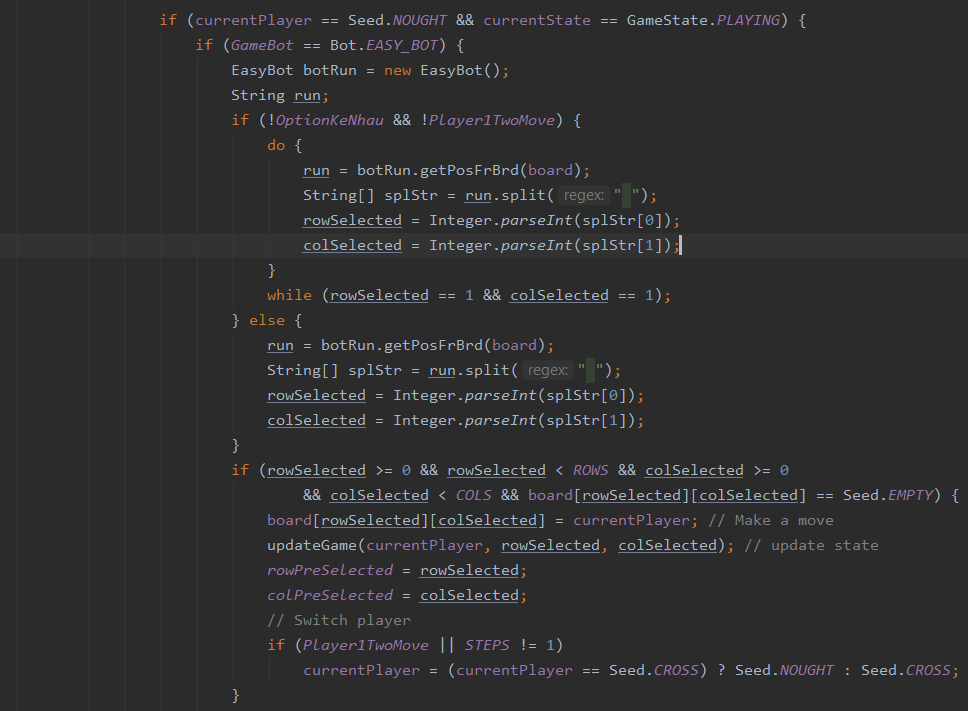 if (currentPlayer == Seed.NOUGHT && currentState == GameState.PLAYING) {
if (GameBot == Bot.EASY_BOT) {
EasyBot botRun = new EasyBot();
String run;
if (!OptionKeNhau && !Player1TwoMove) {
do {
run = botRun.getPosFrBrd(board);
String[] splStr = run.split( regex: " ");
rowSelected = Integer.parseInt(splStr[0]);
colSelected = Integer.parseInt(splStr[1]);
}
while (rowSelected == 1 && colSelected == 1);
} else {
run = botRun.getPosFrBrd(board);
String[] splStr = run.split( regex: " ");
rowSelected = Integer.parseInt(splStr[0]);
colSelected = Integer.parseInt(splStr[1]);
}
if (rowSelected >= 0 && rowSelected < ROWS && colSelected >= 0
&& colSelected < COLS && board[rowSelected][colSelected] == Seed.EMPTY) {
board[rowSelected][colSelected] = currentPlayer; // Make a move
updateGame(currentPlayer, rowSelected, colSelected); // update state
rowPreSelected = rowSelected;
colPreSelected = colSelected;
// Switch player
if (Player1TwoMove || STEPS != 1)
currentPlayer = (currentPlayer == Seed.CROSS) ? Seed.NOUGHT : Seed.CROSS;
}